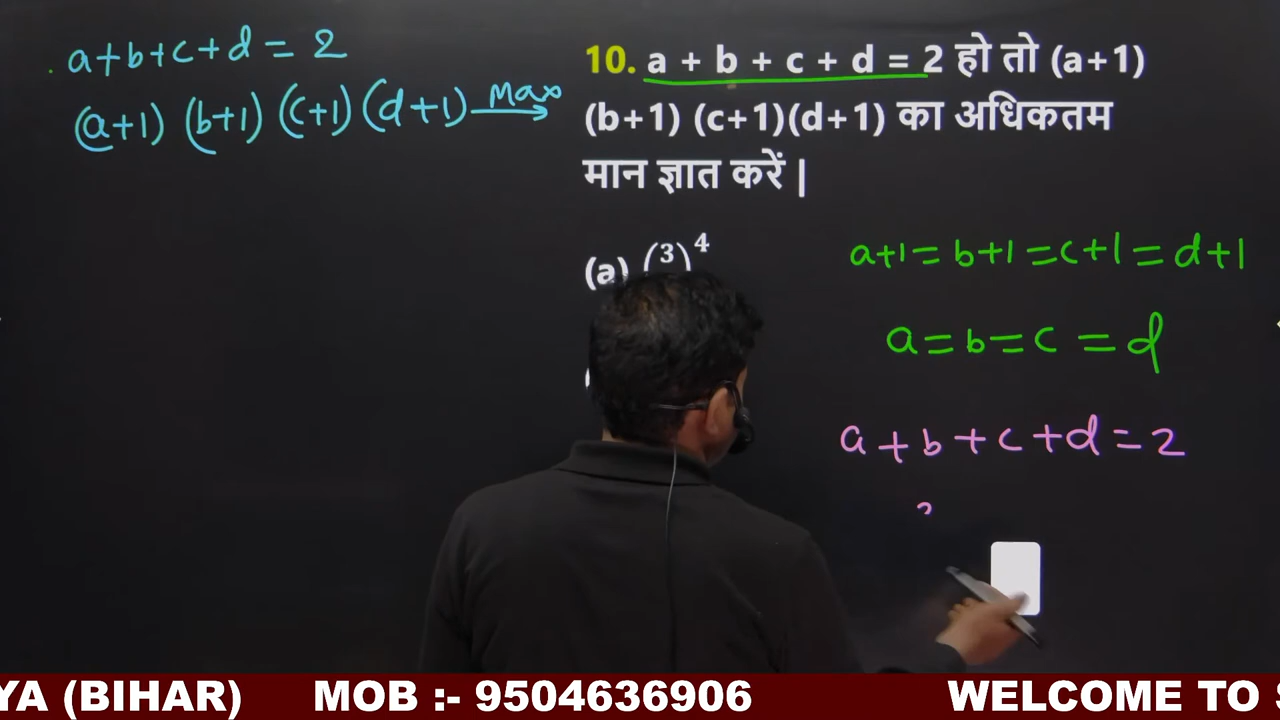 a+b+c+d = 2
(a+1) (b+1) (c+1) (d+1) Max
10. a + b + c + d = 2 हो तो (a+1)
(b+1) (c+1)(d+1) का अधिकतम
मान ज्ञात करें |
(a) (3)^4
a+1 = b+1 = c+1 = d+1
a = b = c = d
a + b + c + d = 2
YA (BIHAR) MOB :- 9504636906 WELCOME TO